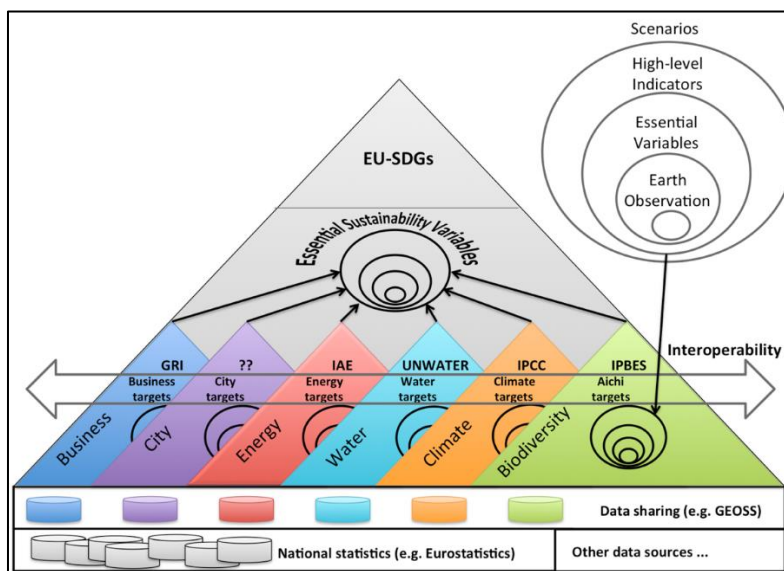 Scenarios
High-level
Indicators
Essential
Variables
Earth
Observation
EU-SDGs
Essential Sustainability Variables
Interoperability
GRI
Business
targets
Business
??
City
targets
City
IAE
Energy
targets
Energy
UNWATER
Water
targets
Water
IPCC
Climate
targets
Climate
IPBES
Aichi
targets
Biodiversity
Data sharing (e.g. GEOSS)
National statistics (e.g. Eurostatistics)
Other data sources ...